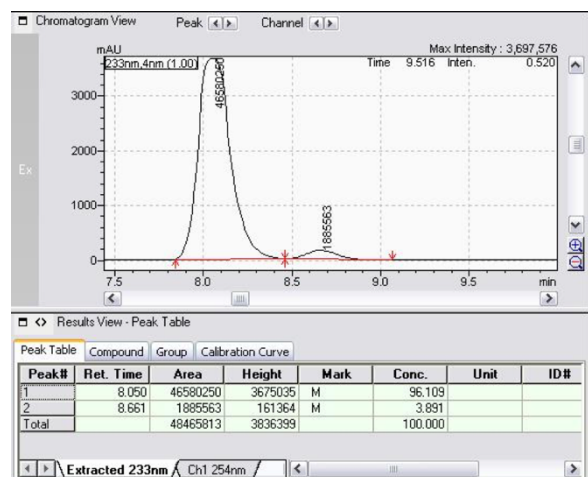 Chromatogram View Peak Channel
mAU Max Intensity : 3,697,576
233nm,4nm (1.00) Time 9.516 Inten. 0.520
46580250
1885563
3000
2000
1000
0
7.5 8.0 8.5 9.0 9.5 min
Ex
Results View - Peak Table
Peak Table Compound Group Calibration Curve
Peak# Ret. Time Area Height Mark Conc. Unit ID#
1 8.050 46580250 3675035 M 96.109
2 8.661 1885563 161364 M 3.891
Total 48465813 3836399 100.000
Extracted 233nm Ch1 254nm